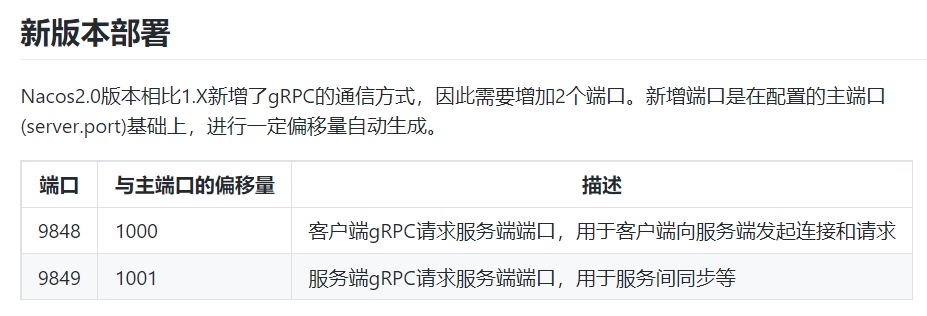 新版本部署
Nacos2.0版本相比1.X新增了gRPC的通信方式，因此需要增加2个端口。新增端口是在配置的主端口
(server.port)基础上，进行一定偏移量自动生成。
端口 与主端口的偏移量 描述
9848 1000 客户端gRPC请求服务端端口，用于客户端向服务端发起连接和请求
9849 1001 服务端gRPC请求服务端端口，用于服务间同步等